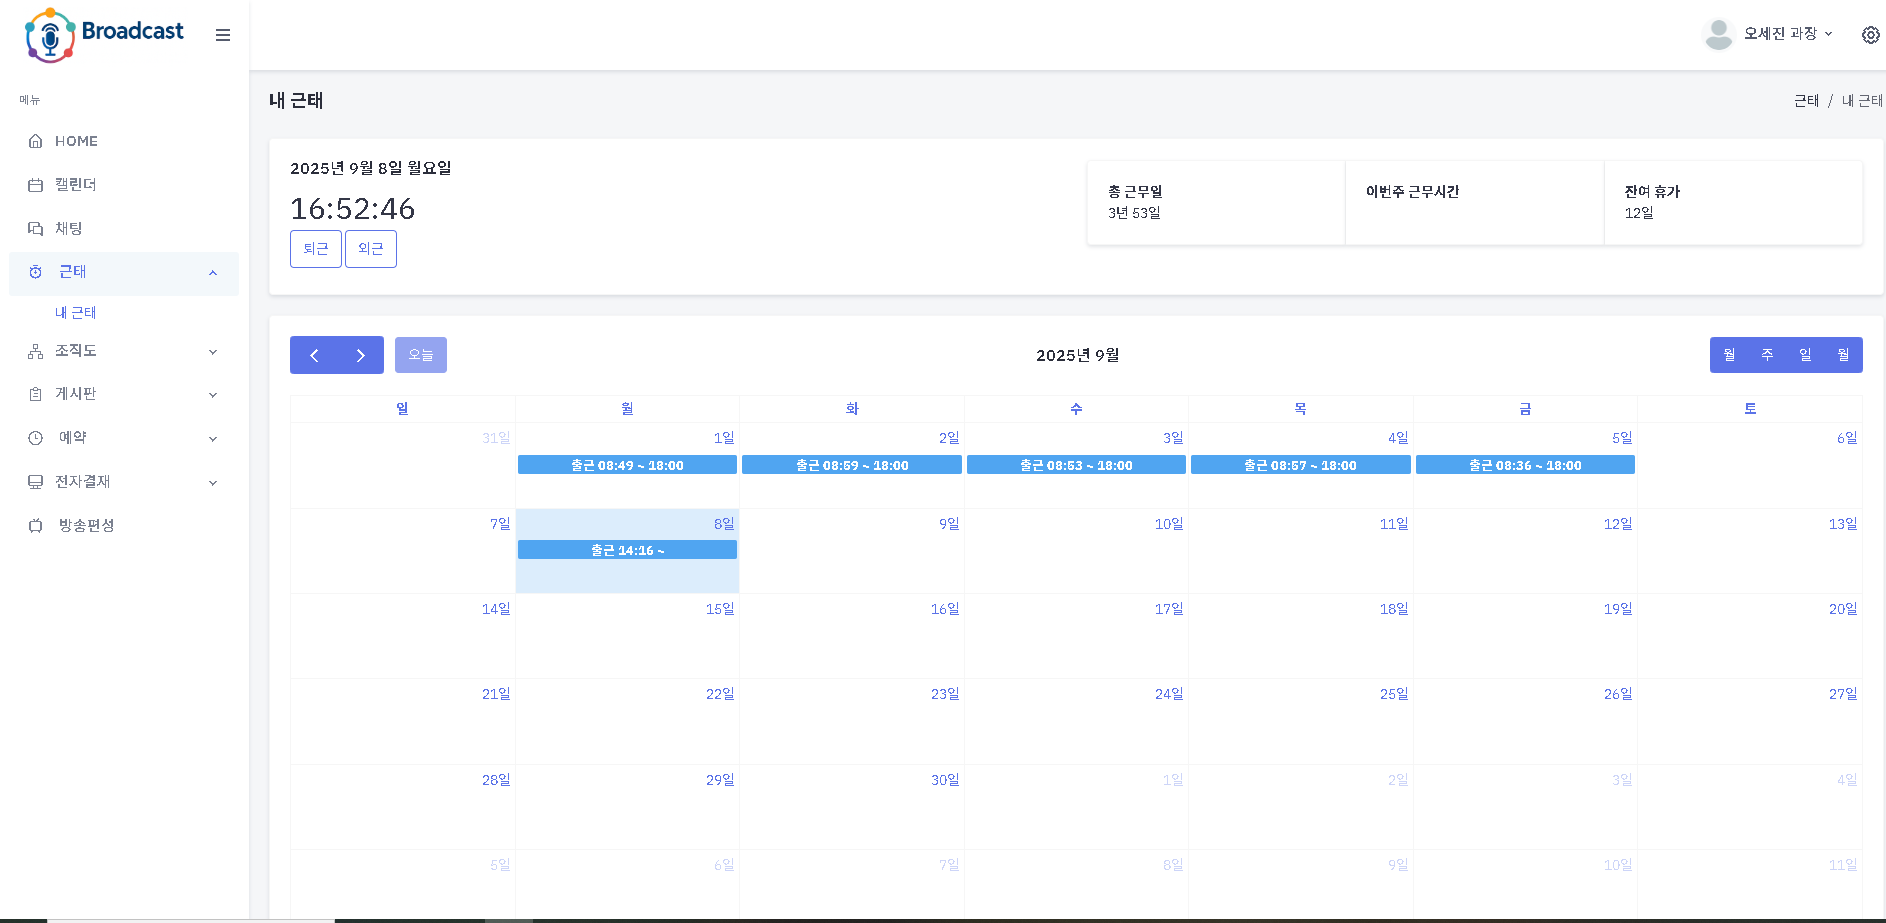 Broadcast
오세진 과장
메뉴
HOME
캘린더
채팅
근태
내 근태
조직도
게시판
예약
전자결재
방송편성
내 근태
근태 / 내 근태
2025년 9월 8일 월요일
16:52:46
퇴근 외근
총 근무일
3년 53일
이번주 근무시간
잔여 휴가
12일
오늘
2025년 9월
월 주 일 월
일 월 화 수 목 금 토
31일 1일 2일 3일 4일 5일 6일
출근 08:49 ~ 18:00 출근 08:59 ~ 18:00 출근 08:53 ~ 18:00 출근 08:57 ~ 18:00 출근 08:36 ~ 18:00
7일 8일 9일 10일 11일 12일 13일
출근 14:16 ~
14일 15일 16일 17일 18일 19일 20일
21일 22일 23일 24일 25일 26일 27일
28일 29일 30일 1일 2일 3일 4일
5일 6일 7일 8일 9일 10일 11일